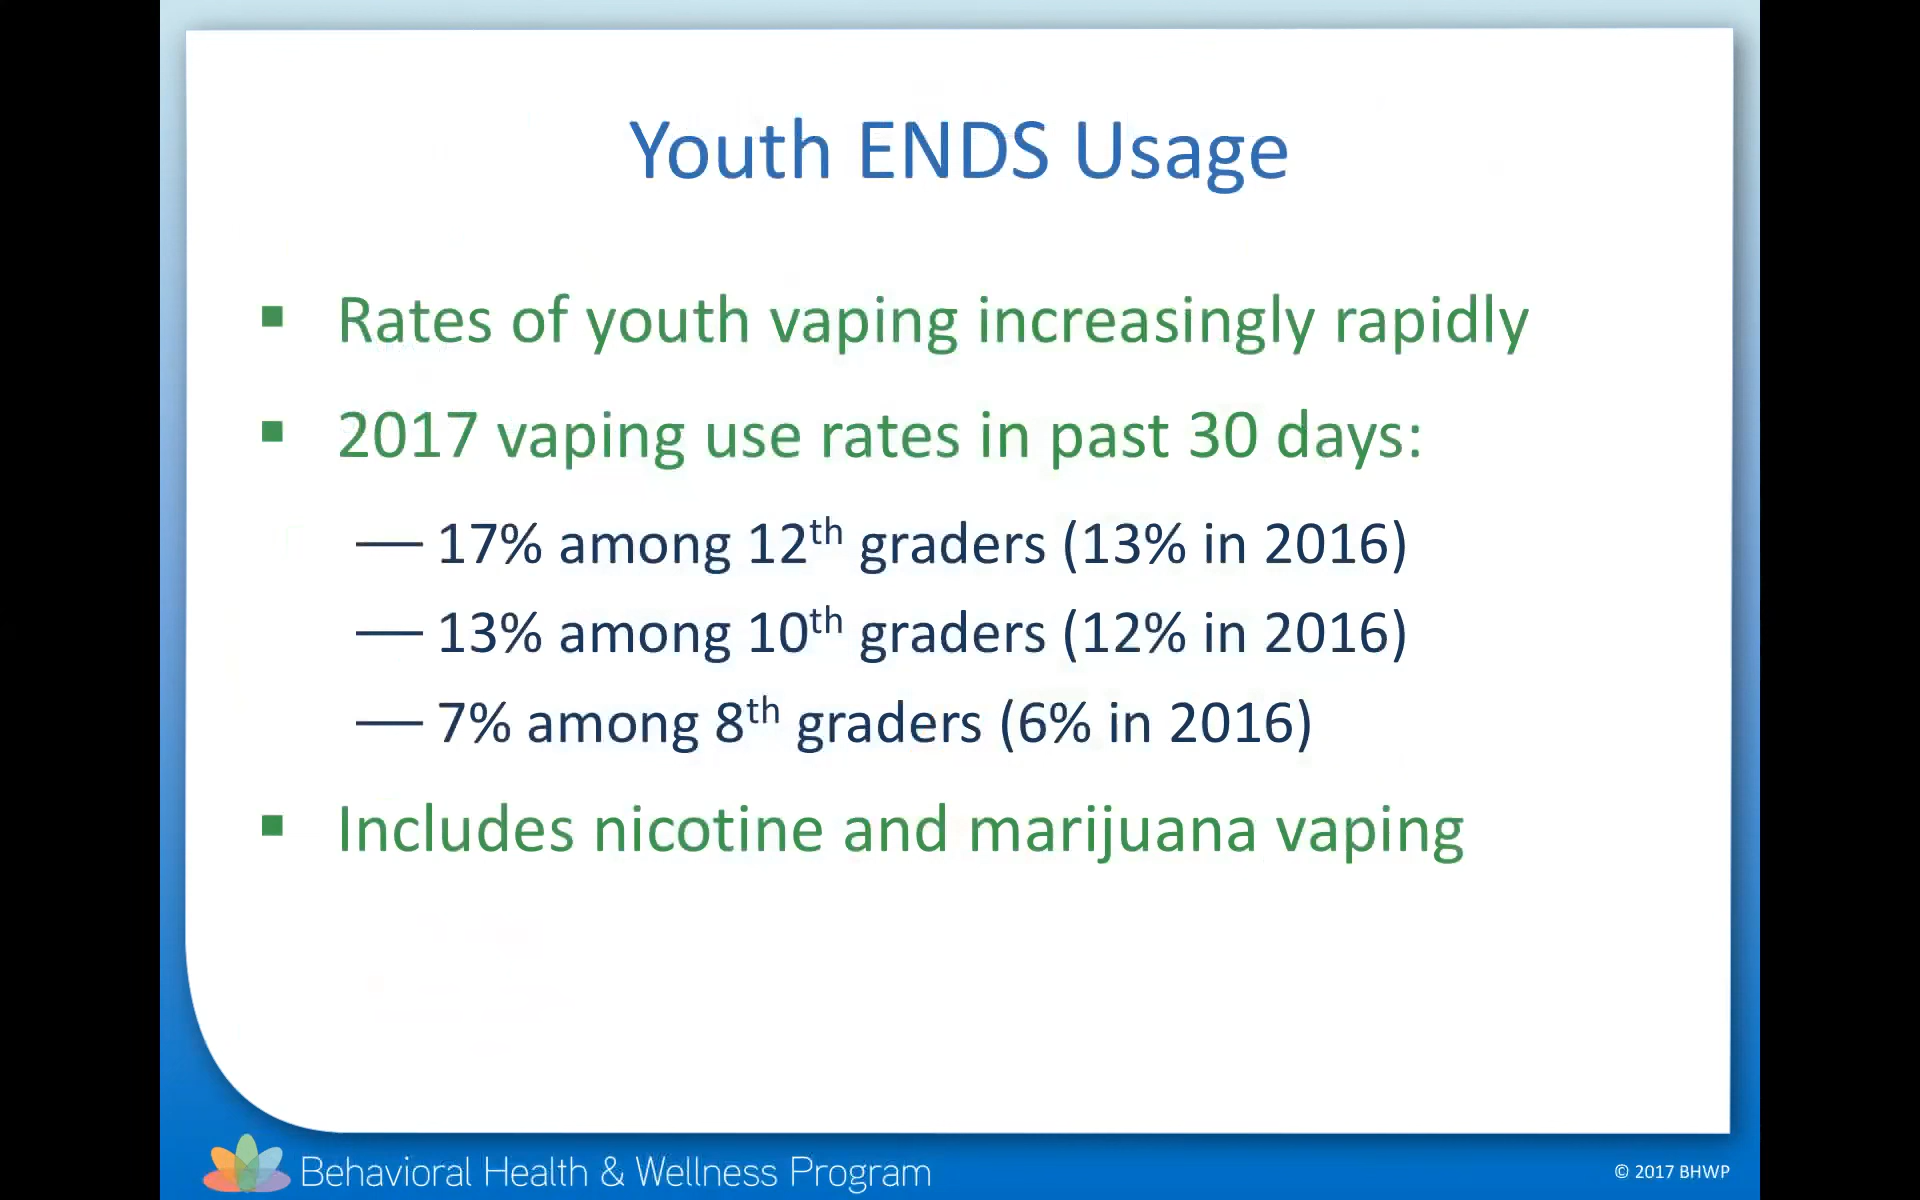 Youth ENDS Usage
▪ Rates of youth vaping increasingly rapidly
▪ 2017 vaping use rates in past 30 days:
— 17% among 12th graders (13% in 2016)
— 13% among 10th graders (12% in 2016)
— 7% among 8th graders (6% in 2016)
▪ Includes nicotine and marijuana vaping
Behavioral Health & Wellness Program
© 2017 BHWP